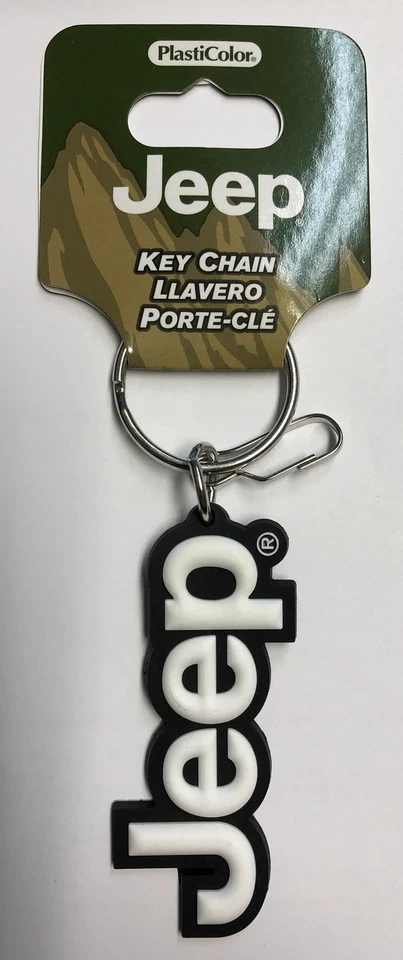 PlastiColor®
Jeep®
KEY CHAIN
LLAVERO
PORTE-CLÉ
Jeep®